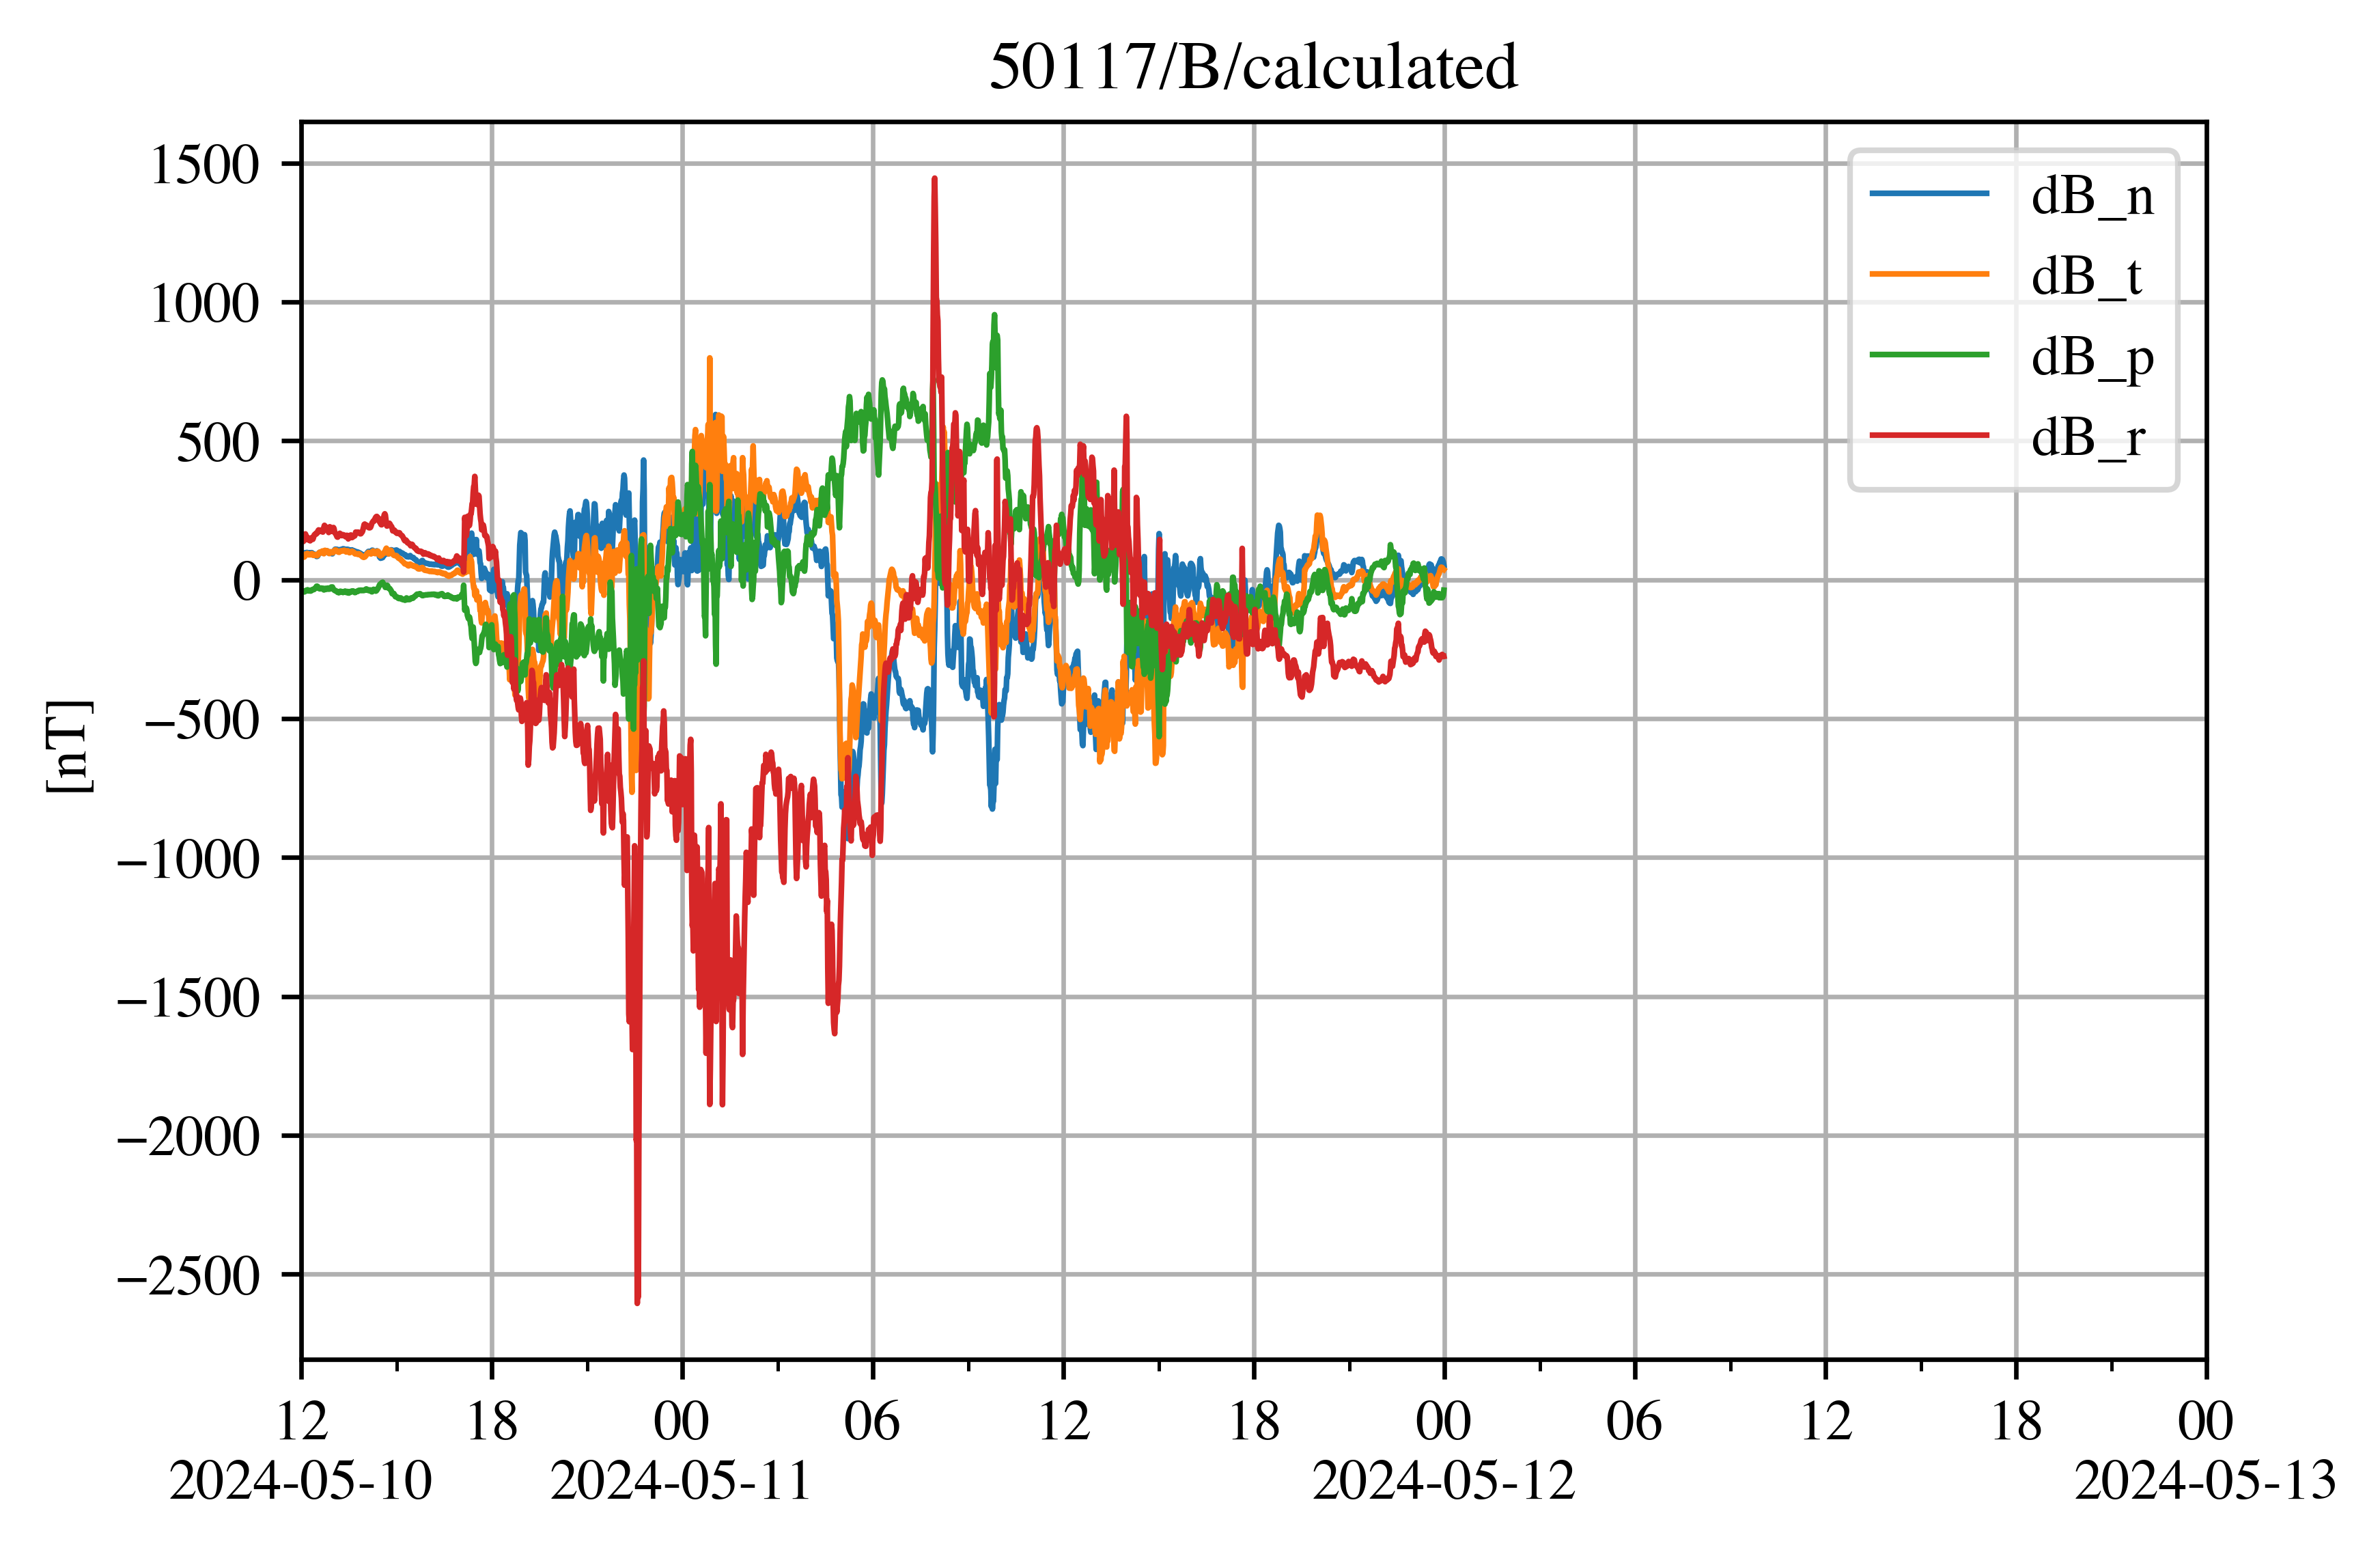 50117/B/calculated
[nT]
1500
1000
500
0
−500
−1000
−1500
−2000
−2500
dB_n
dB_t
dB_p
dB_r
12 18 00 06 12 18 00 06 12 18 00
2024-05-10 2024-05-11 2024-05-12 2024-05-13